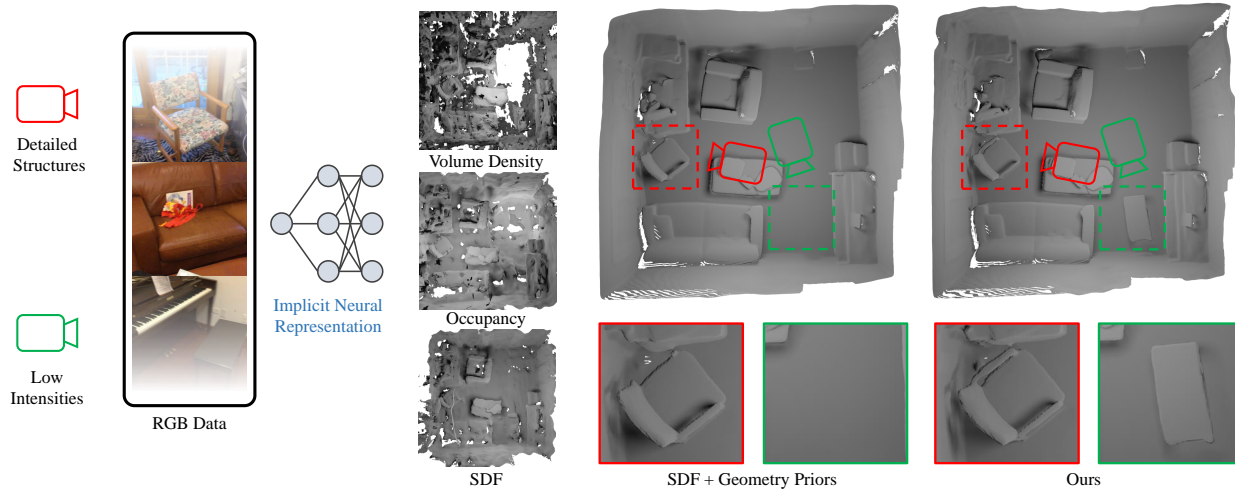 Detailed
Structures
Low
Intensities
RGB Data
Implicit Neural
Representation
Volume Density
Occupancy
SDF
SDF + Geometry Priors
Ours